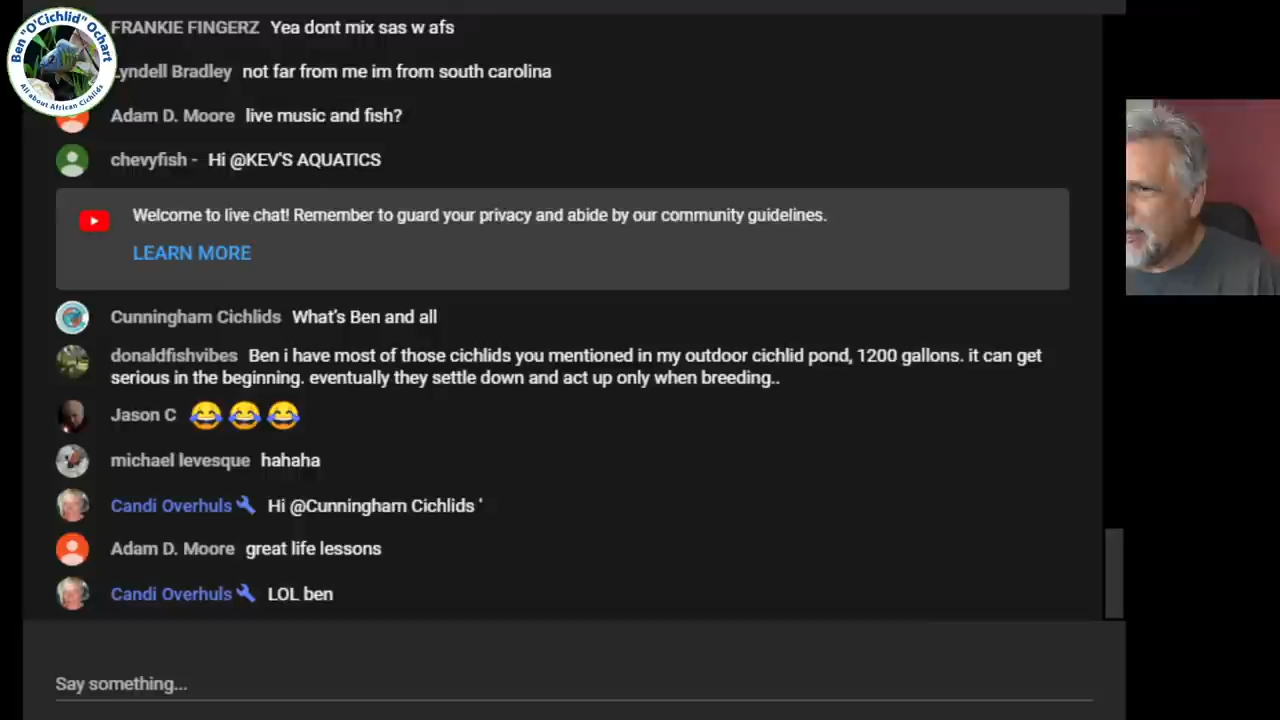 Ben "O'Cichlid" Ochart
All about African Cichlids
FRANKIE FINGERZ Yea dont mix sas w afs
Lyndell Bradley not far from me im from south carolina
Adam D. Moore live music and fish?
chevyfish - Hi @KEV'S AQUATICS
Welcome to live chat! Remember to guard your privacy and abide by our community guidelines.
LEARN MORE
Cunningham Cichlids What's Ben and all
donaldfishvibes Ben i have most of those cichlids you mentioned in my outdoor cichlid pond, 1200 gallons. it can get
serious in the beginning. eventually they settle down and act up only when breeding..
Jason C 😂😂😂
michael levesque hahaha
Candi Overhuls Hi @Cunningham Cichlids '
Adam D. Moore great life lessons
Candi Overhuls LOL ben
Say something...